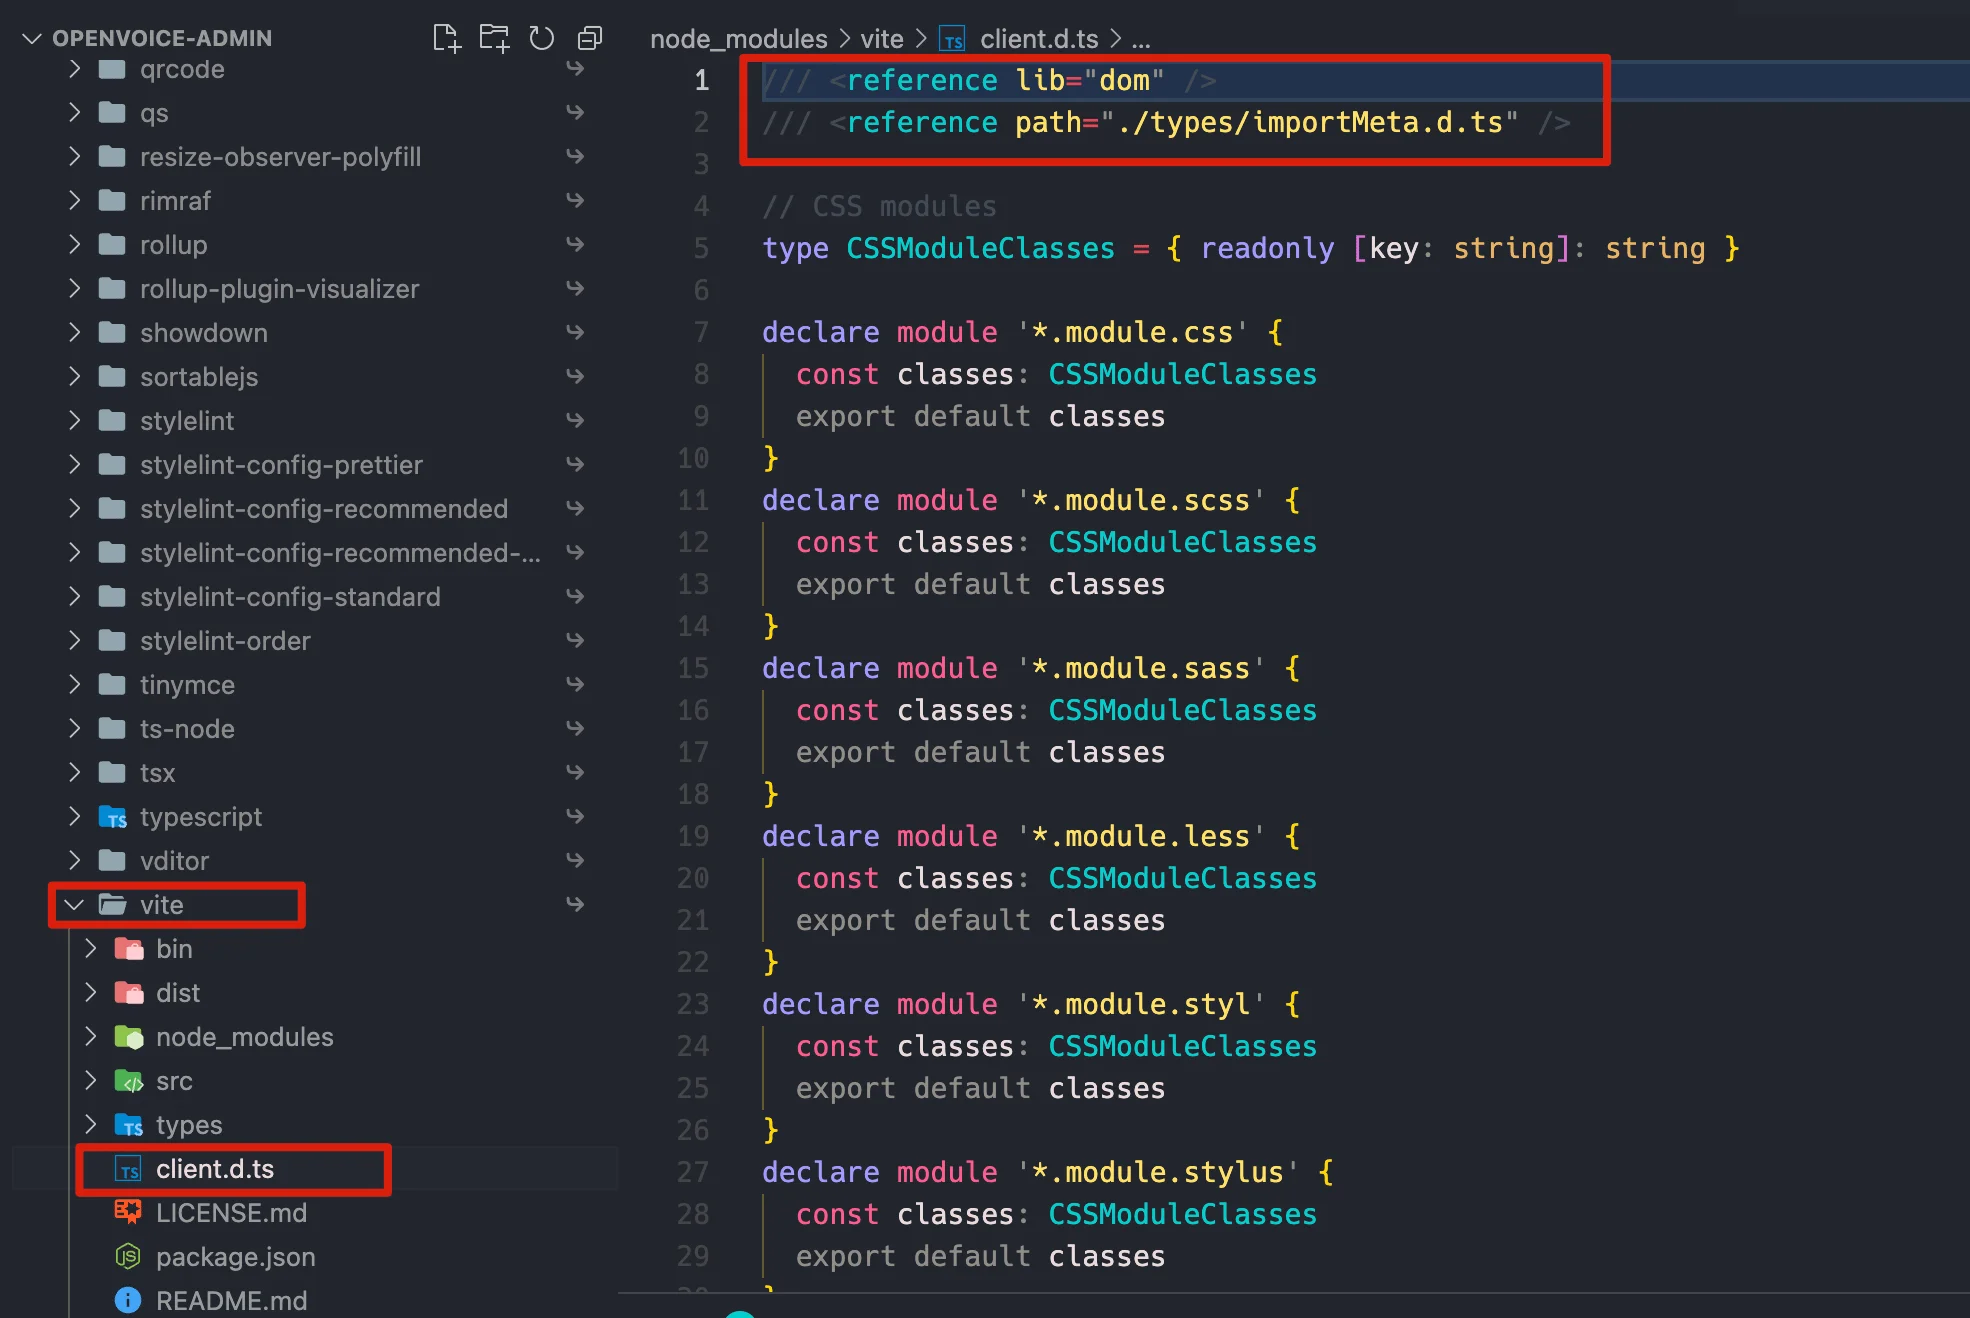 OPENVOICE-ADMIN
qrcode
qs
resize-observer-polyfill
rimraf
rollup
rollup-plugin-visualizer
showdown
sortablejs
stylelint
stylelint-config-prettier
stylelint-config-recommended
stylelint-config-recommended-...
stylelint-config-standard
stylelint-order
tinymce
ts-node
tsx
TS typescript
vditor
vite
bin
dist
node_modules
src
TS types
TS client.d.ts
LICENSE.md
JS package.json
i README.md
node_modules > vite > TS client.d.ts > ...
1 /// <reference lib="dom" />
2 /// <reference path="./types/importMeta.d.ts" />
3
4 // CSS modules
5 type CSSModuleClasses = { readonly [key: string]: string }
6
7 declare module '*.module.css' {
8 const classes: CSSModuleClasses
9 export default classes
10 }
11 declare module '*.module.scss' {
12 const classes: CSSModuleClasses
13 export default classes
14 }
15 declare module '*.module.sass' {
16 const classes: CSSModuleClasses
17 export default classes
18 }
19 declare module '*.module.less' {
20 const classes: CSSModuleClasses
21 export default classes
22 }
23 declare module '*.module.styl' {
24 const classes: CSSModuleClasses
25 export default classes
26 }
27 declare module '*.module.stylus' {
28 const classes: CSSModuleClasses
29 export default classes